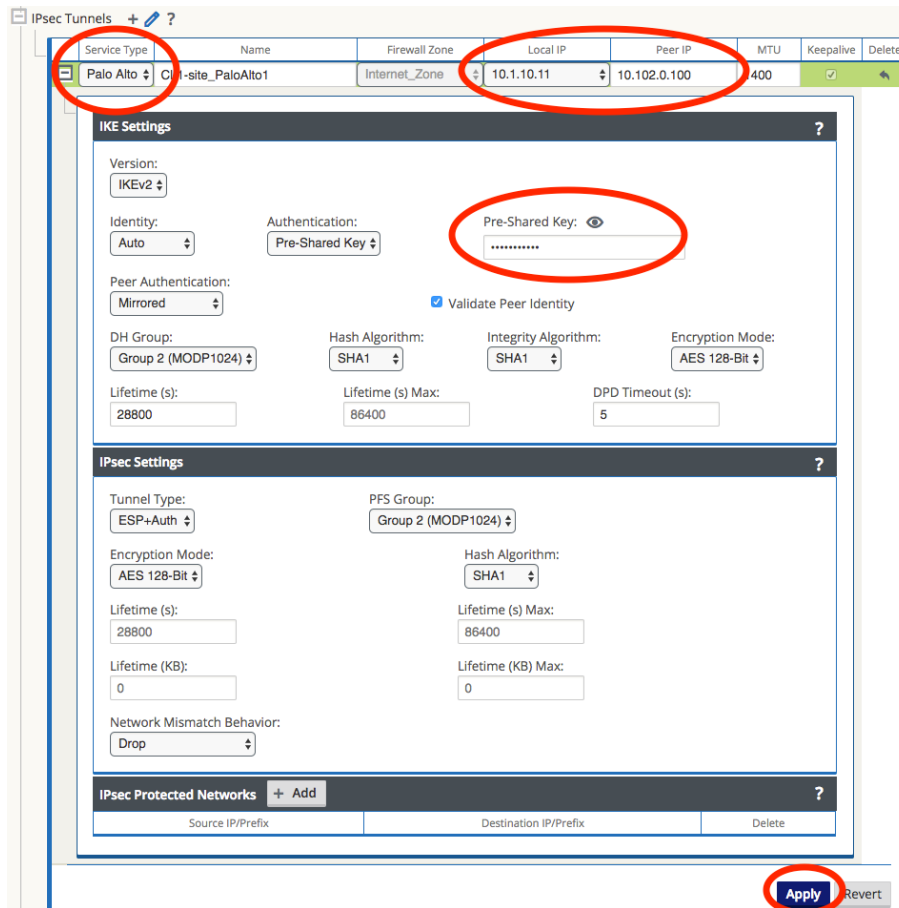 IPsec Tunnels + ?
Service Type Name Firewall Zone Local IP Peer IP MTU Keepalive Delete
Palo Alto -site_PaloAlto1 Internet_Zone 10.1.10.11 10.102.0.100 400
IKE Settings ?
Version:
IKEv2
Identity: Authentication: Pre-Shared Key:
Auto Pre-Shared Key •••••••••••
Peer Authentication:
Mirrored Validate Peer Identity
DH Group: Hash Algorithm: Integrity Algorithm: Encryption Mode:
Group 2 (MODP1024) SHA1 SHA1 AES 128-Bit
Lifetime (s): Lifetime (s) Max: DPD Timeout (s):
28800 86400 5
IPsec Settings ?
Tunnel Type: PFS Group:
ESP+Auth Group 2 (MODP1024)
Encryption Mode: Hash Algorithm:
AES 128-Bit SHA1
Lifetime (s): Lifetime (s) Max:
28800 86400
Lifetime (KB): Lifetime (KB) Max:
0 0
Network Mismatch Behavior:
Drop
IPsec Protected Networks + Add ?
Source IP/Prefix Destination IP/Prefix Delete
Apply Revert